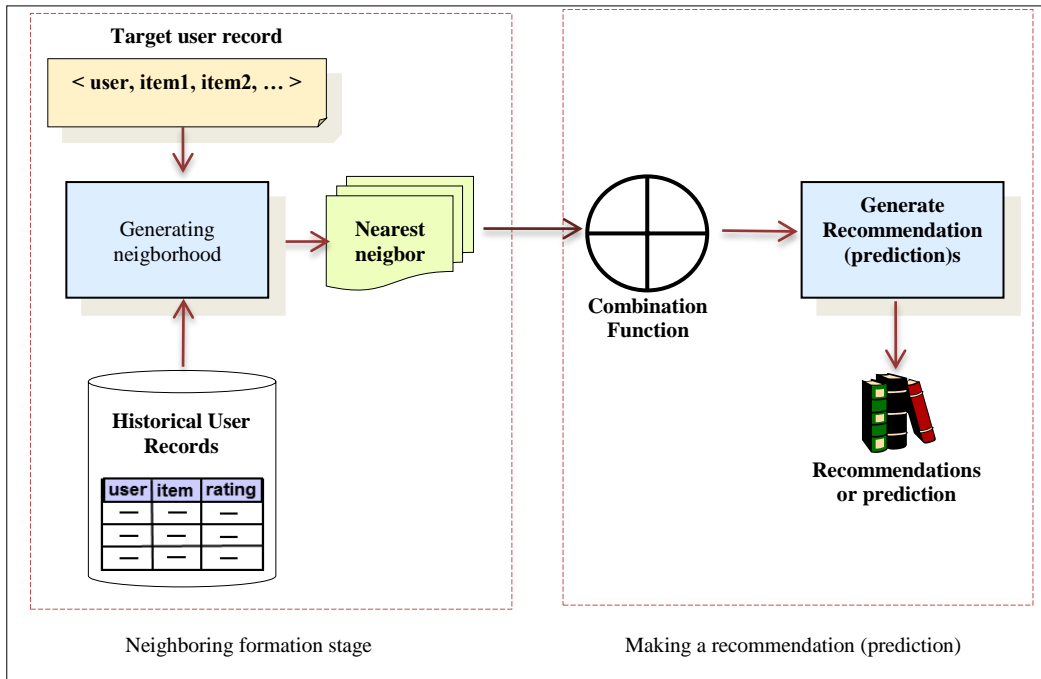 Target user record
< user, item1, item2, … >
Generating
neigborhood
Nearest
neigbor
Historical User
Records
user item rating
Neighboring formation stage
Combination
Function
Generate
Recommendation
(prediction)s
Recommendations
or prediction
Making a recommendation (prediction)